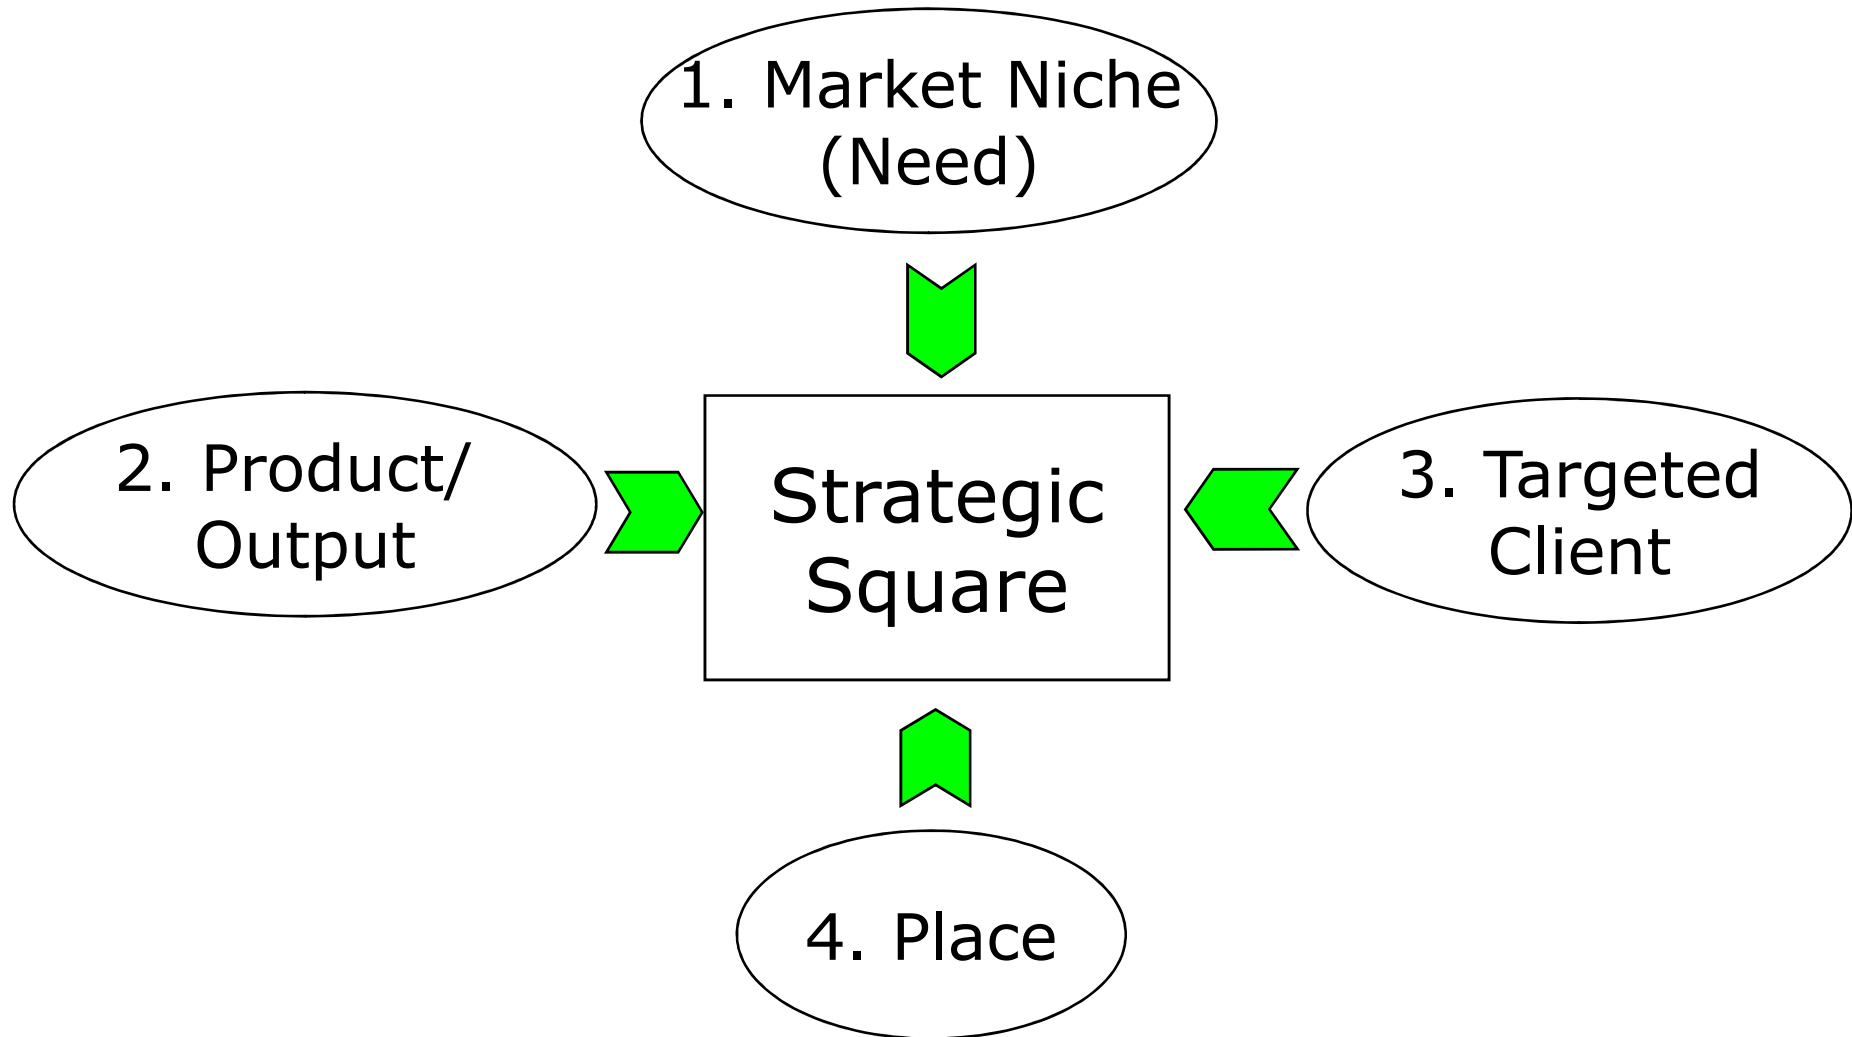 1. Market Niche
(Need)
2. Product/
Output
Strategic
Square
3. Targeted
Client
4. Place